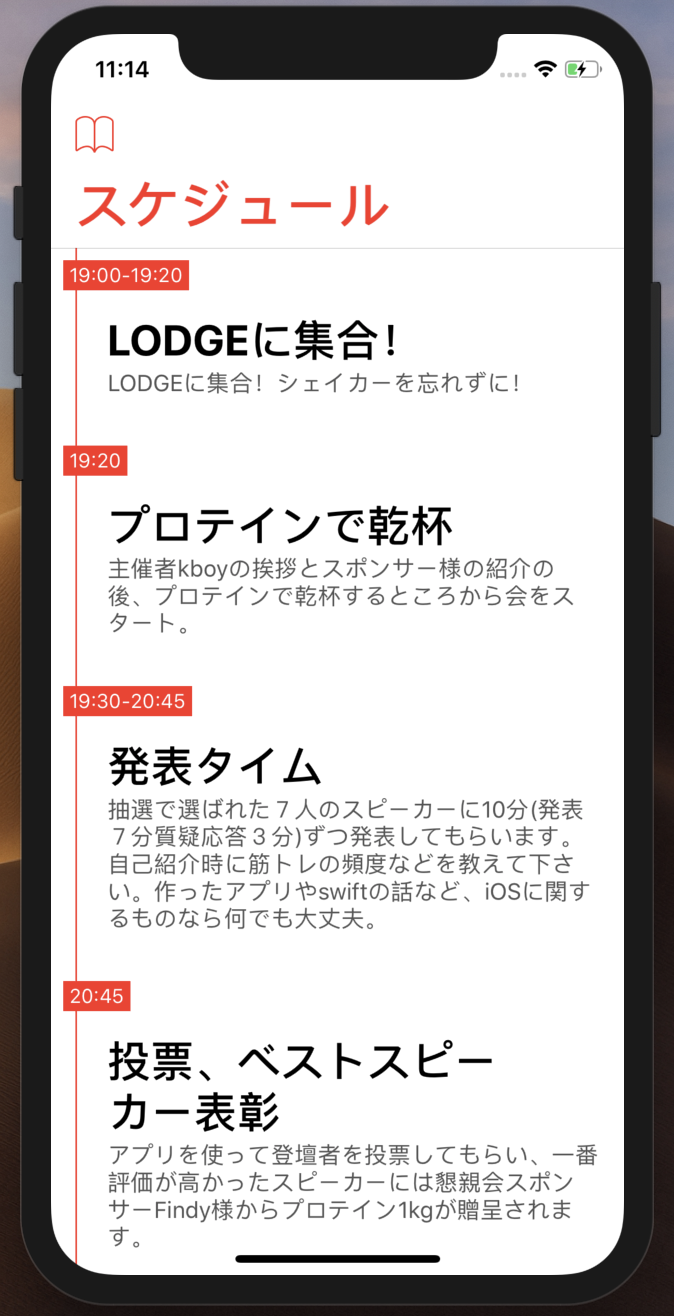 11:14
スケジュール
19:00-19:20
LODGEに集合！
LODGEに集合！シェイカーを忘れずに！
19:20
プロテインで乾杯
主催者kboyの挨拶とスポンサー様の紹介の
後、プロテインで乾杯するところから会をス
タート。
19:30-20:45
発表タイム
抽選で選ばれた７人のスピーカーに10分(発表
７分質疑応答３分)ずつ発表してもらいます。
自己紹介時に筋トレの頻度などを教えて下さ
い。作ったアプリやswiftの話など、iOSに関す
るものなら何でも大丈夫。
20:45
投票、ベストスピー
カー表彰
アプリを使って登壇者を投票してもらい、一番
評価が高かったスピーカーには懇親会スポン
サーFindy様からプロテイン1kgが贈呈されま
す。